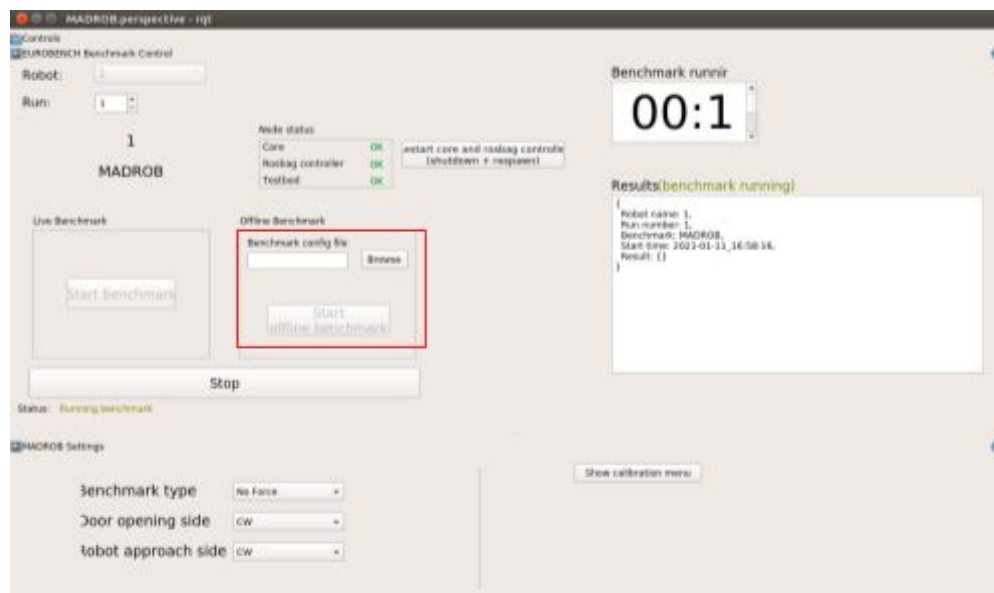 MADROB.perspective - rqt
Controls
EUROBENCH Benchmark Control
Robot: 1
Run: 1
1
MADROB
Node status
Core OK
Rosbag controller OK
Testbed OK
estart core and rosbag controlle
(shutdown + respawn)
Live Benchmark
Start benchmark
Offline Benchmark
Benchmark config file
Browse
Start
offline benchmark
Stop
Status: Running benchmark
Benchmark runnir
00:1
Results(benchmark running)
{
Robot name: 1,
Run number: 1,
Benchmark: MADROB,
Start time: 2021-01-11_16:58:16,
Result: {}
}
MADROB Settings
Benchmark type No Force
Door opening side CW
Robot approach side CW
Show calibration menu